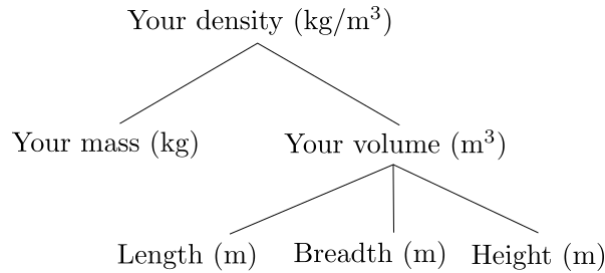 Your density (kg/m³)
Your mass (kg)
Your volume (m³)
Length (m)
Breadth (m)
Height (m)